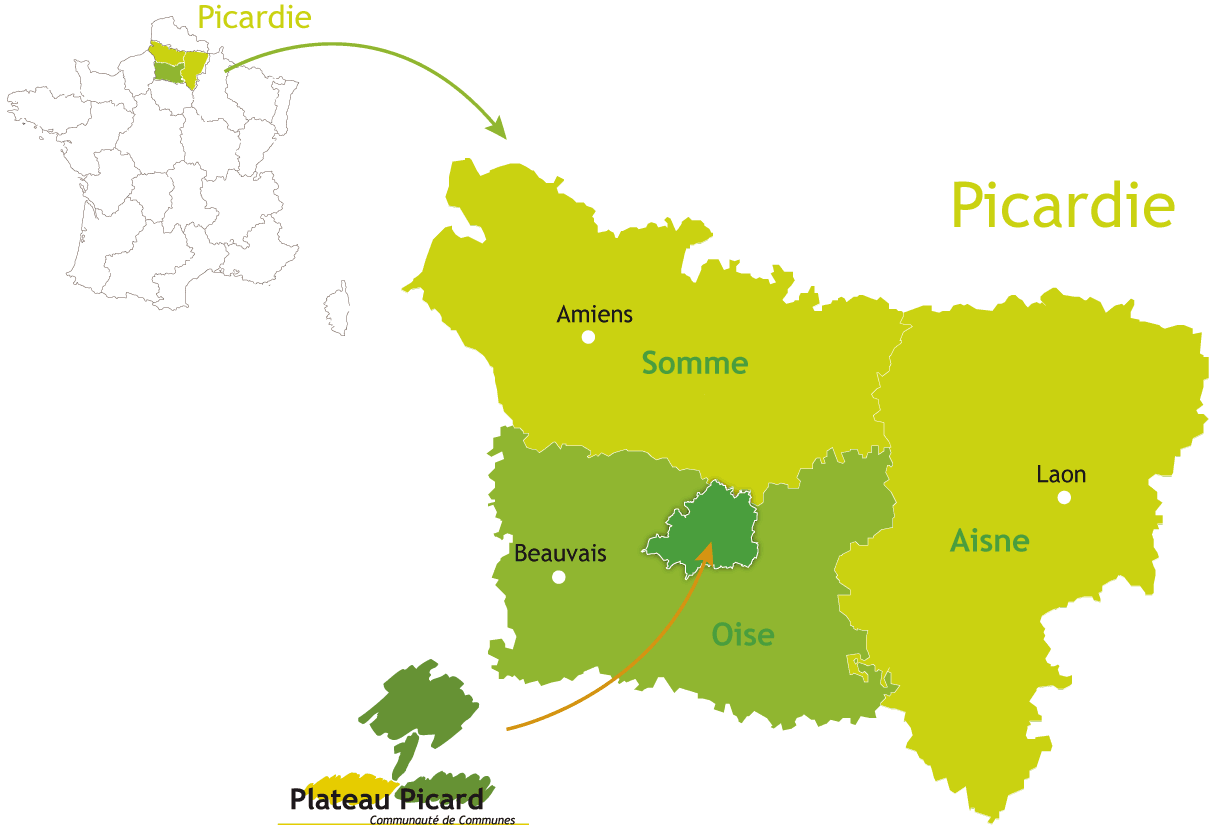 Picardie
Picardie
Amiens
Somme
Laon
Aisne
Beauvais
Oise
Plateau Picard
Communauté de Communes